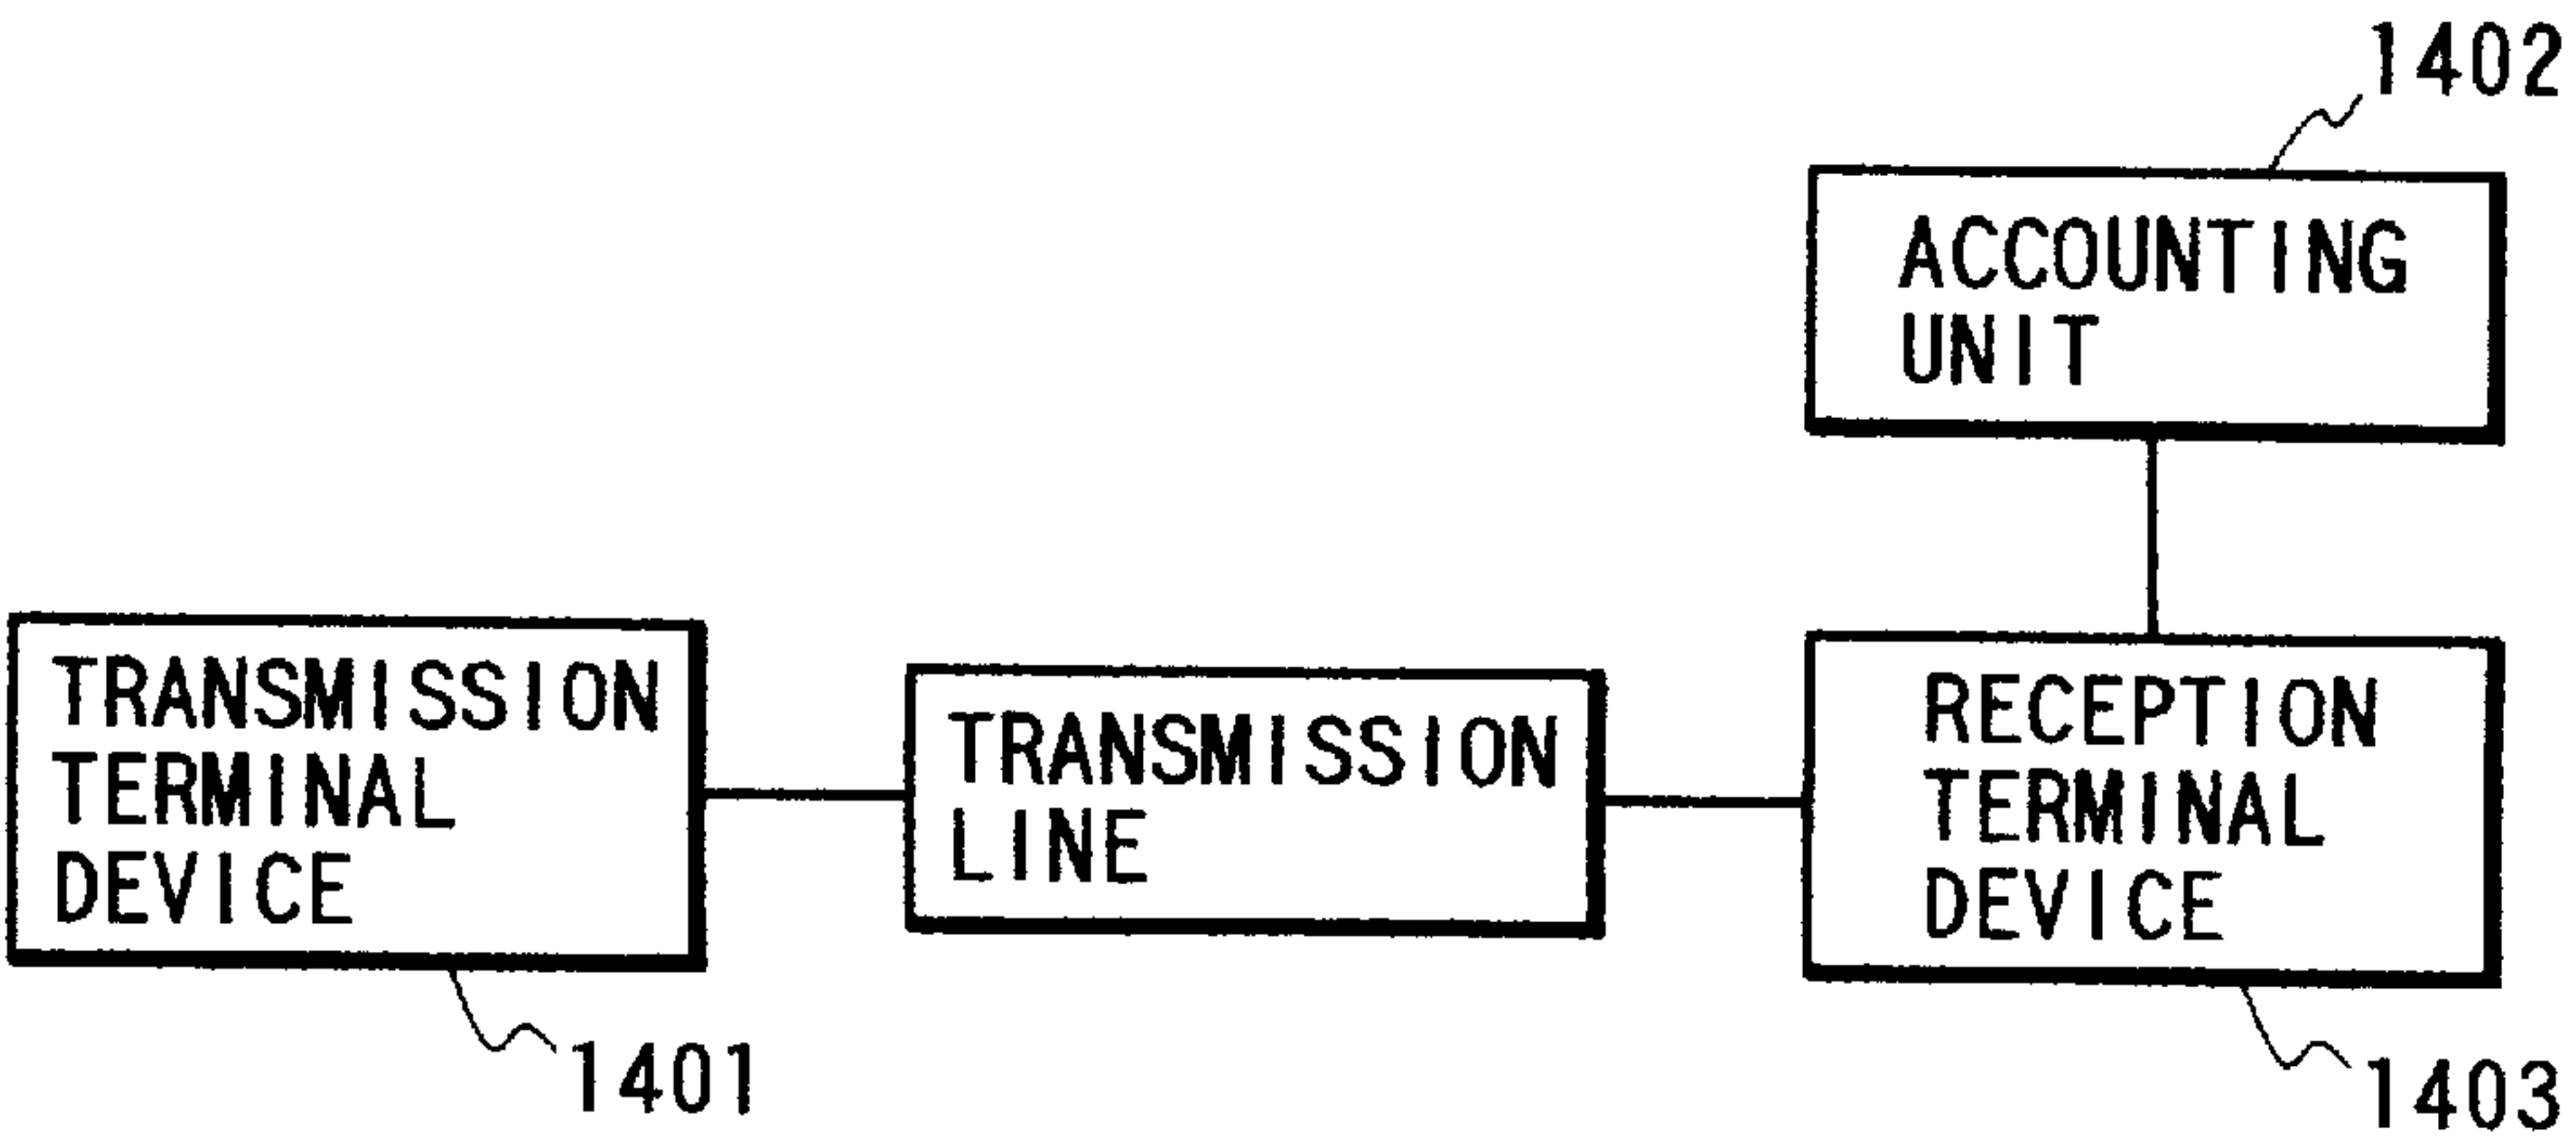 1402
ACCOUNTING
UNIT
TRANSMISSION
TERMINAL
DEVICE
TRANSMISSION
LINE
RECEPTION
TERMINAL
DEVICE
1401
1403